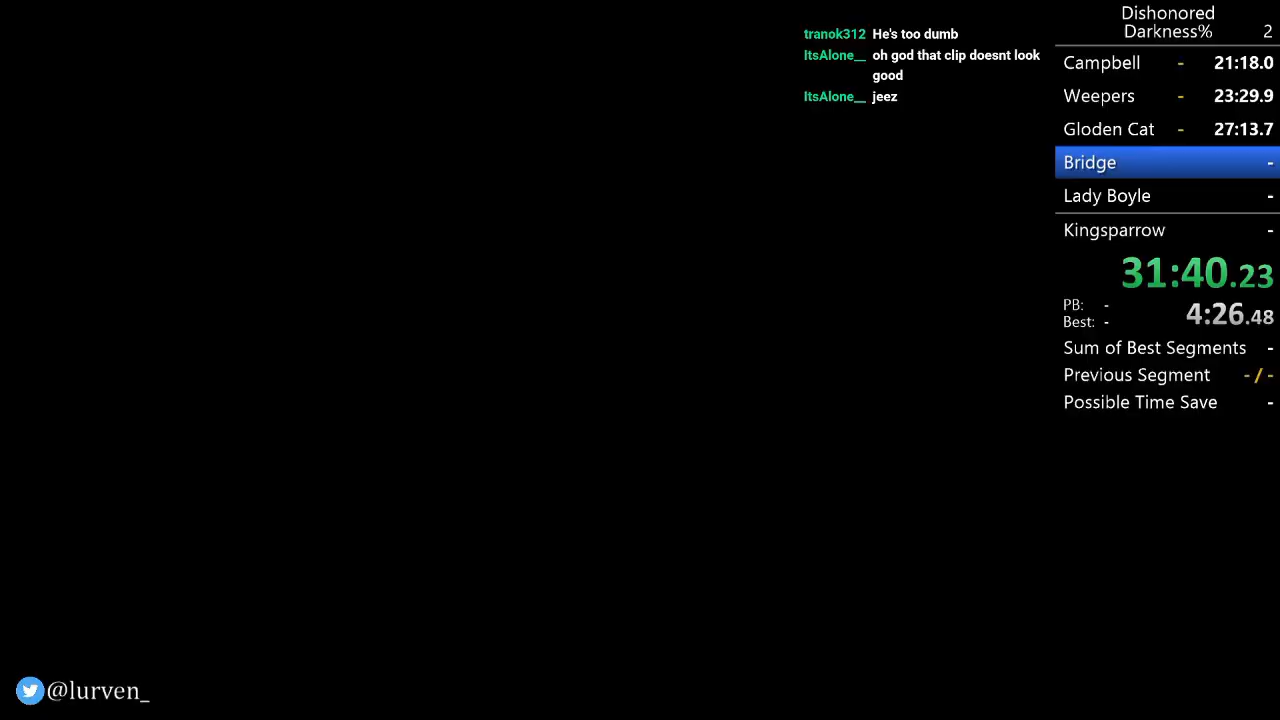 tranok312 He's too dumb
ItsAlone__ oh god that clip doesnt look
good
ItsAlone__ jeez
Dishonored
Darkness% 2
Campbell - 21:18.0
Weepers - 23:29.9
Gloden Cat - 27:13.7
Bridge -
Lady Boyle -
Kingsparrow -
31:40.23
PB: -
Best: - 4:26.48
Sum of Best Segments -
Previous Segment - / -
Possible Time Save -
@lurven_